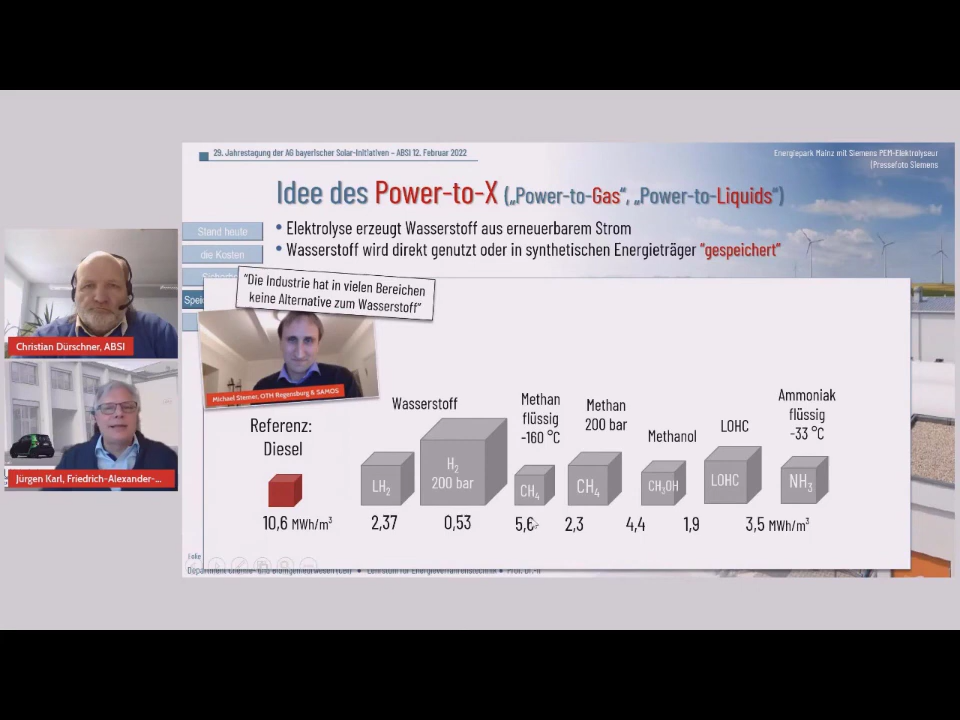 29. Jahrestagung der AG bayerischer Solar-Initiativen – ABSI 12. Februar 2022
Energiepark Mainz mit Siemens PEM-Elektrolyseur
|Pressefoto Siemens
Idee des Power-to-X („Power-to-Gas“, „Power-to-Liquids“)
Stand heute
die Kosten
• Elektrolyse erzeugt Wasserstoff aus erneuerbarem Strom
• Wasserstoff wird direkt genutzt oder in synthetischen Energieträger "gespeichert"
"Die Industrie hat in vielen Bereichen
keine Alternative zum Wasserstoff"
Michael Sterner, OTH Regensburg & SAMOS
Christian Dürschner, ABSI
Jürgen Karl, Friedrich-Alexander-...
Referenz:
Diesel
10,6 MWh/m³
Wasserstoff
LH₂
2,37
H₂
200 bar
0,53
Methan
flüssig
-160 °C
CH₄
5,6
Methan
200 bar
CH₄
2,3
Methanol
CH₃OH
4,4
LOHC
LOHC
1,9
Ammoniak
flüssig
-33 °C
NH₃
3,5 MWh/m³